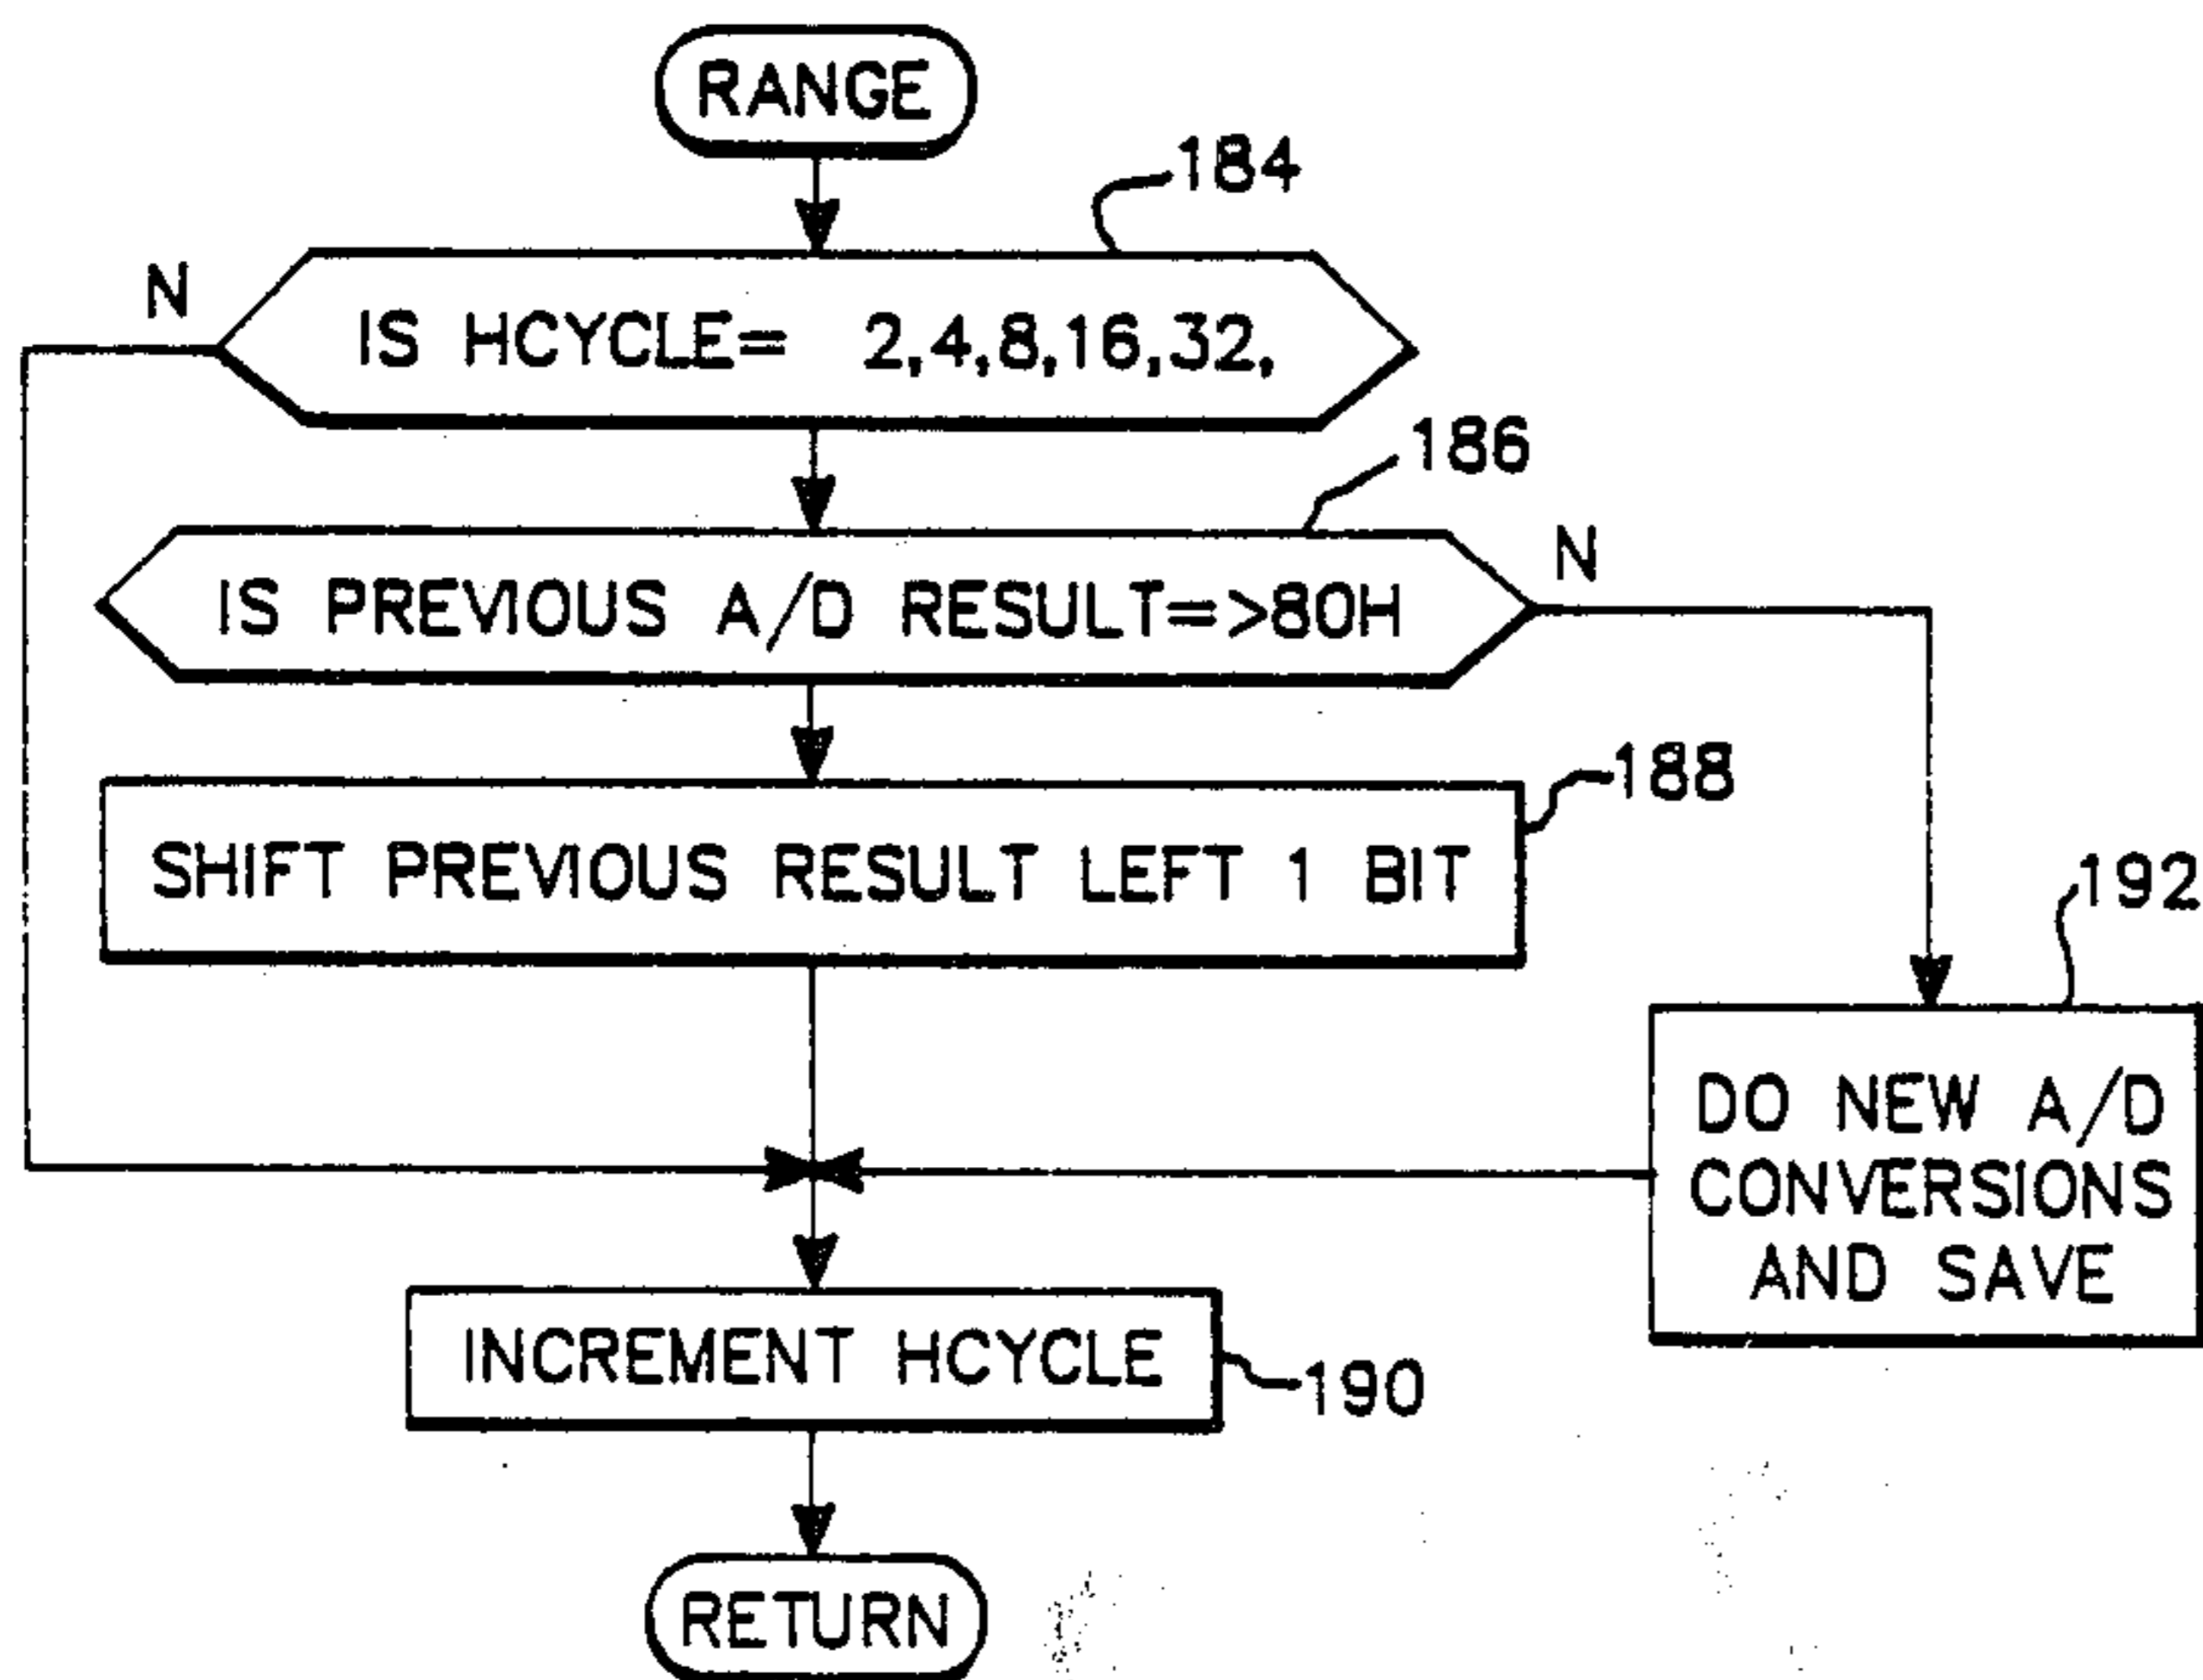 RANGE
184
N
IS HCYCLE= 2,4,8,16,32,
186
N
IS PREVIOUS A/D RESULT=>80H
188
SHIFT PREVIOUS RESULT LEFT 1 BIT
192
DO NEW A/D
CONVERSIONS
AND SAVE
INCREMENT HCYCLE
190
RETURN